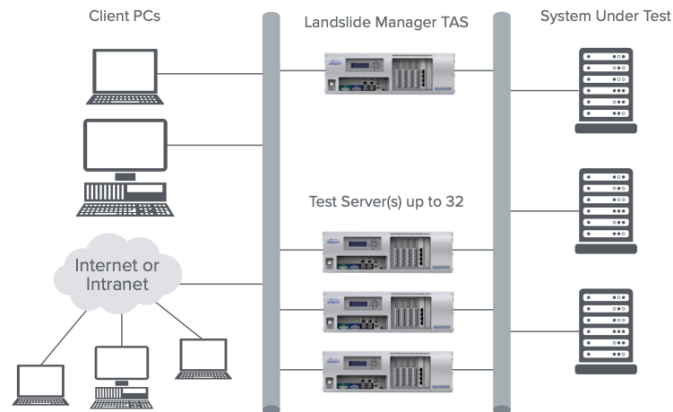 Client PCs
Landslide Manager TAS
System Under Test
Test Server(s) up to 32
Internet or
Intranet